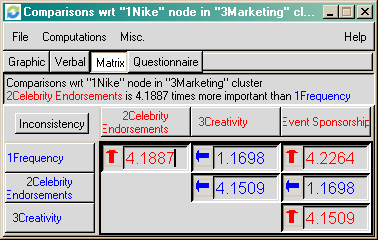 Comparisons wrt "1Nike" node in "3Marketing" cl...
File Computations Misc. Help
Graphic Verbal Matrix Questionnaire
Comparisons wrt "1Nike" node in "3Marketing" cluster
2Celebrity Endorsements is 4.1887 times more important than 1Frequency
Inconsistency
2Celebrity
Endorsements
3Creativity
Event Sponsorship
1Frequency
4.1887
1.1698
4.2264
2Celebrity
Endorsements
4.1509
1.1698
3Creativity
4.1509